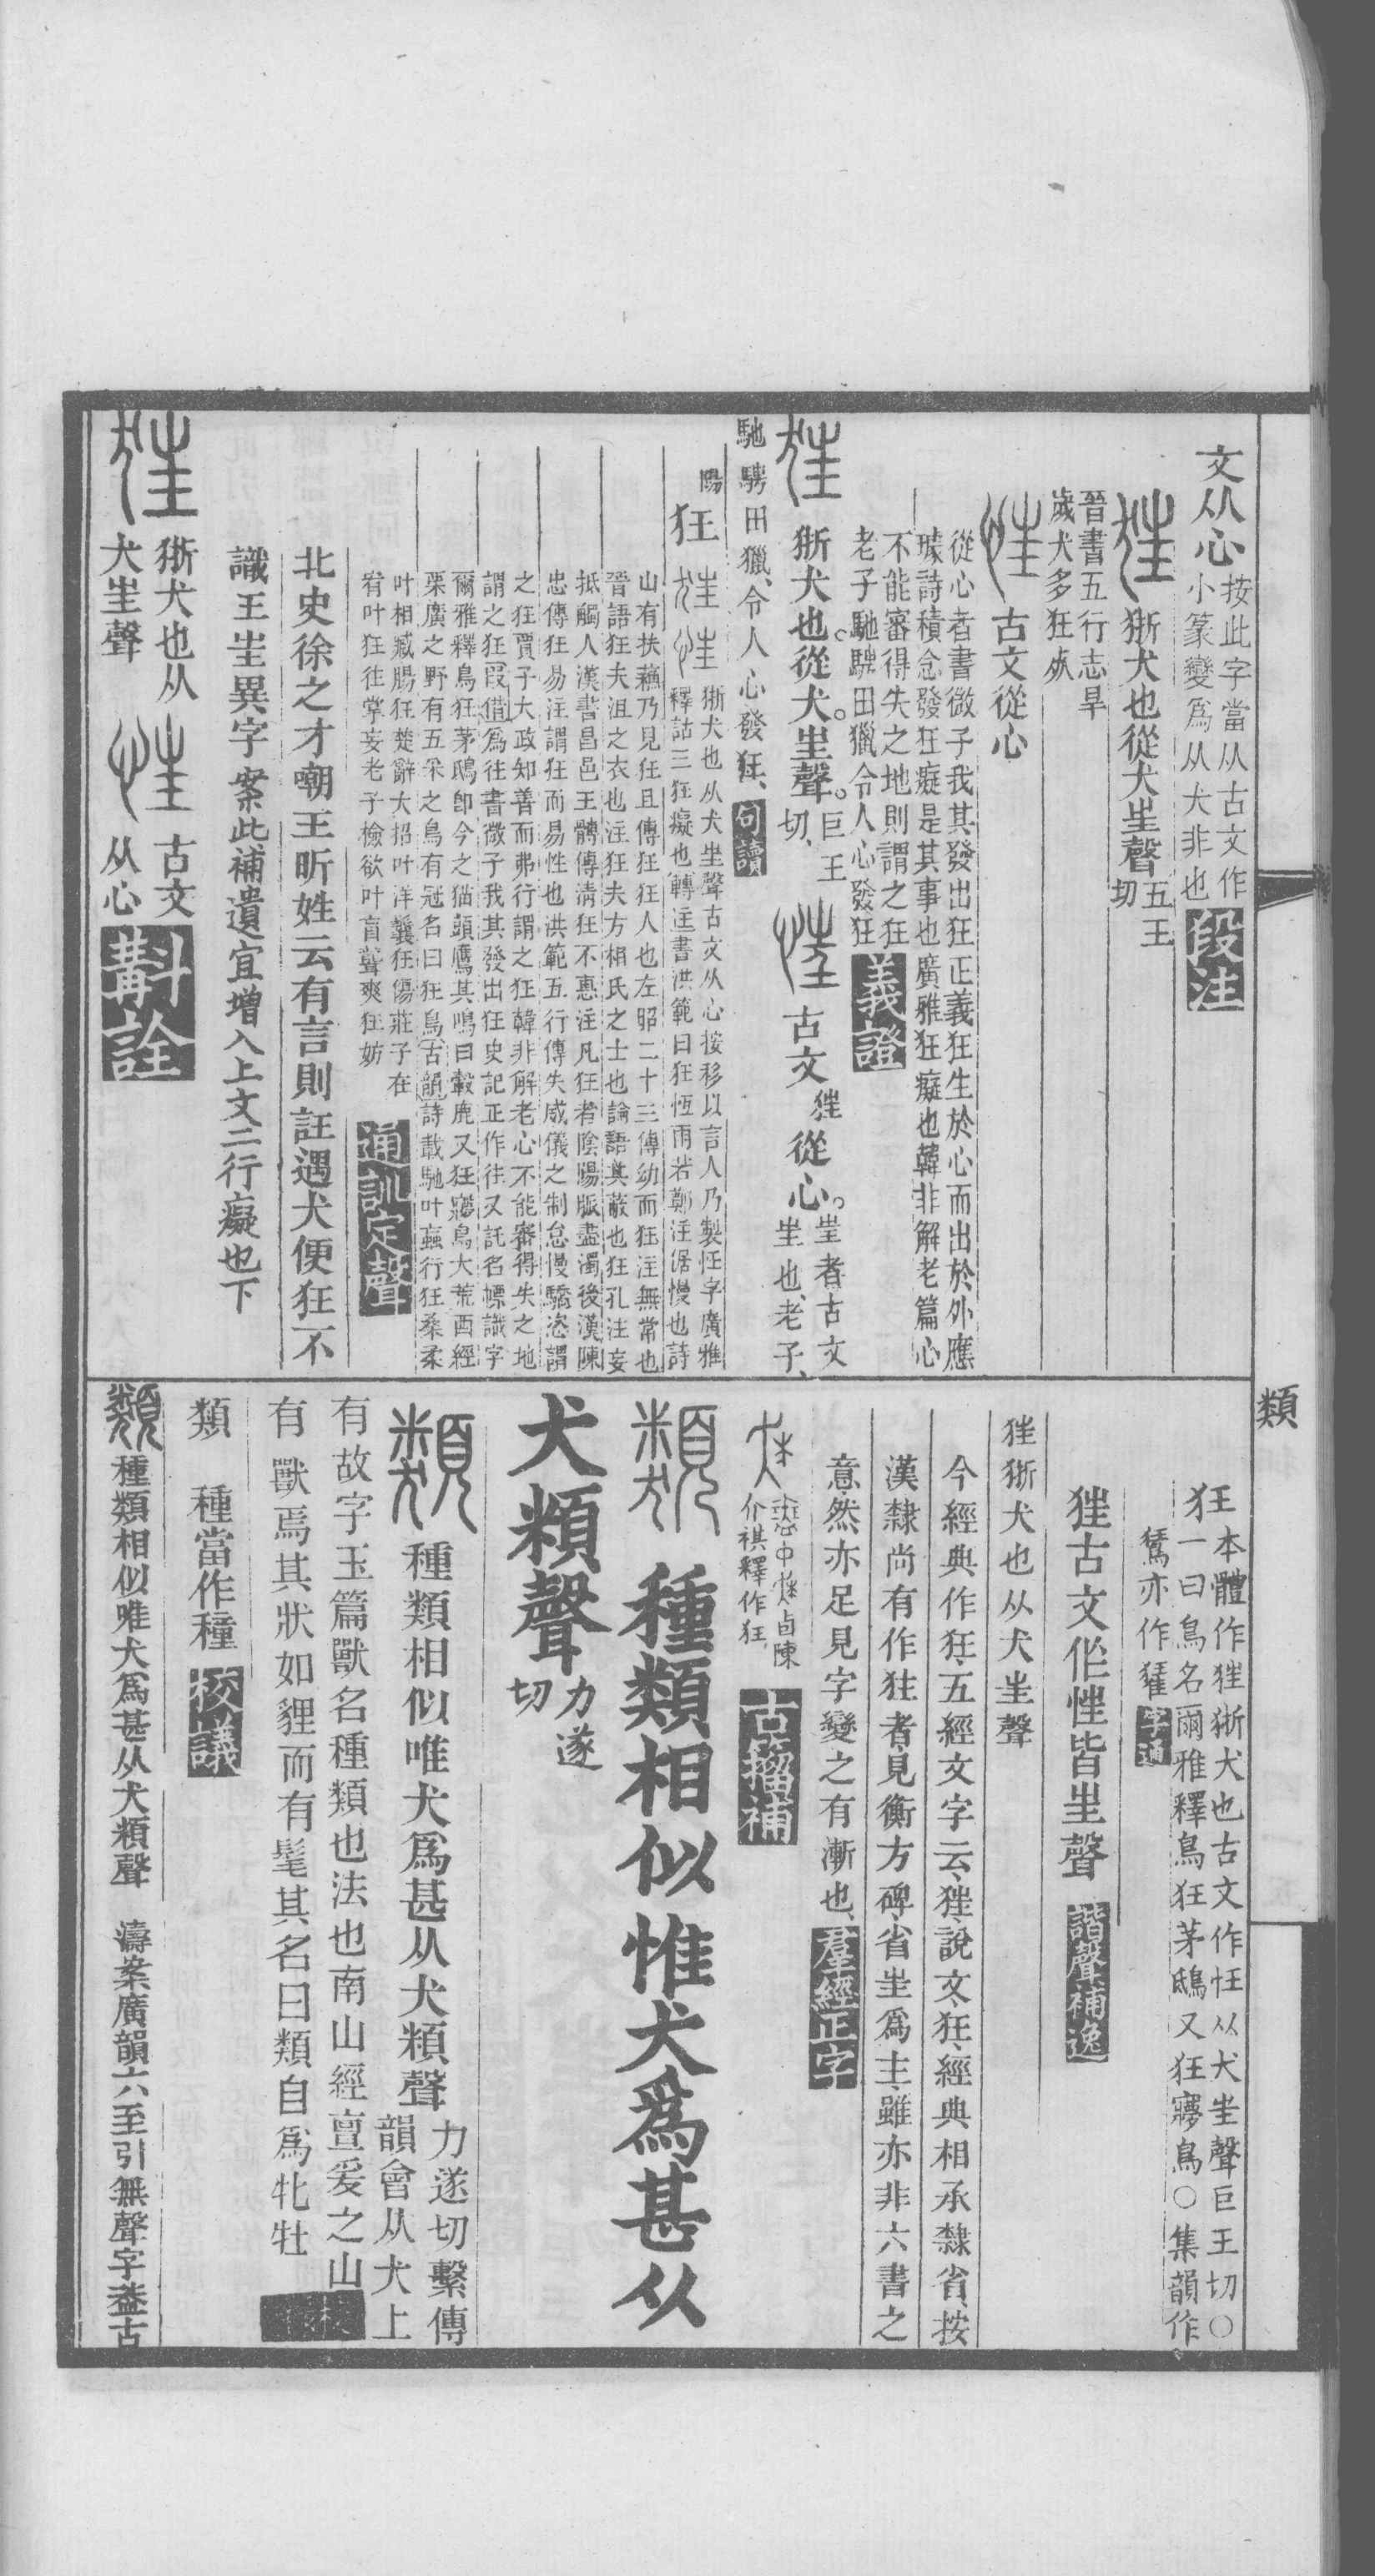 文从心按此字當从古文作
小篆變爲从犬非也段注
狾犬也從犬㞷聲五王
切
晉書五行志旱
歲犬多狂疾
古文從心
從心者書微子我其發出狂正義狂生於心而出於外應
璩詩積念發狂癡是其事也廣雅狂癡也韓非解老篇心
不能審得失之地則謂之狂
老子馳騁田獵令人心發狂義證
狾犬也。從犬。㞷聲。巨王
切、
古文㹵從心。㞷者古文
㞷也、老子、
馳騁田獵、令人心發狂、句讀
陽
狂
狾犬也从犬㞷聲古文从心按移以言人乃製忹字廣雅
釋詁三狂癡也轉注書洪範曰狂恆雨若鄭注倨慢也詩
山有扶蘓乃見狂且傳狂狂人也左昭二十三傳幼而狂注無常也
晉語狂夫沮之衣也注狂夫方相氏之士也論語其蔽也狂孔注妄
抵觸人漢書昌邑王髆傳清狂不惠注凡狂者陰陽脈盡濁後漢陳
忠傳狂易注謂狂而易性也洪範五行傳失威儀之制怠慢驕恣謂
之狂賈子大政知善而弗行謂之狂韓非解老心不能審得失之地
謂之狂叚借爲往書微子我其發出狂史記正作往又託名幖識字
爾雅釋鳥狂茅鴟卽今之猫頭鷹其鳴曰轂鹿又狂㝱鳥大荒西經
栗廣之野有五采之鳥有冠名曰狂鳥古韻詩載馳叶蝱行狂桑柔
叶相臧腸狂楚辭大招叶洋鬤狂傷莊子在
宥叶狂往掌妄老子檢欲叶盲聾爽狂妨
通訓定聲
北史徐之才嘲王昕姓云有言則註遇犬便狂不
識王㞷異字案此補遺宜增入上文二行癡也下
狾犬也从
犬㞷聲
古文
从心斠詮
類
狂本體作㹵狾犬也古文作忹从犬㞷聲巨王切○
狂一曰鳥名爾雅釋鳥狂茅鴟又狂㝱鳥○集韻作
𪁪亦作𨿈字通
㹵古文作㤮皆㞷聲諧聲補逸
㹵狾犬也从犬㞷聲
今經典作狂、五經文字云、㹵、說文、狂、經典相承隸省、按
漢隸尚有作狌者、見衡方碑、省㞷爲主、雖亦非六書之
意、然亦足見字變之有漸也、羣經正字
貞陳
介祺釋作狂、古籀補
種類相似惟犬爲甚从
犬頪聲力遂
切
種類相似唯犬爲甚从犬頪聲力遂切繫傳
韻會从犬上
有故字玉篇獸名種類也法也南山經亶爰之山
有獸焉其狀如貍而有髦其名曰類自爲牝牡
類種當作種校議
種類相似唯犬爲甚从犬頪聲濤案廣韻六至引無聲字葢古